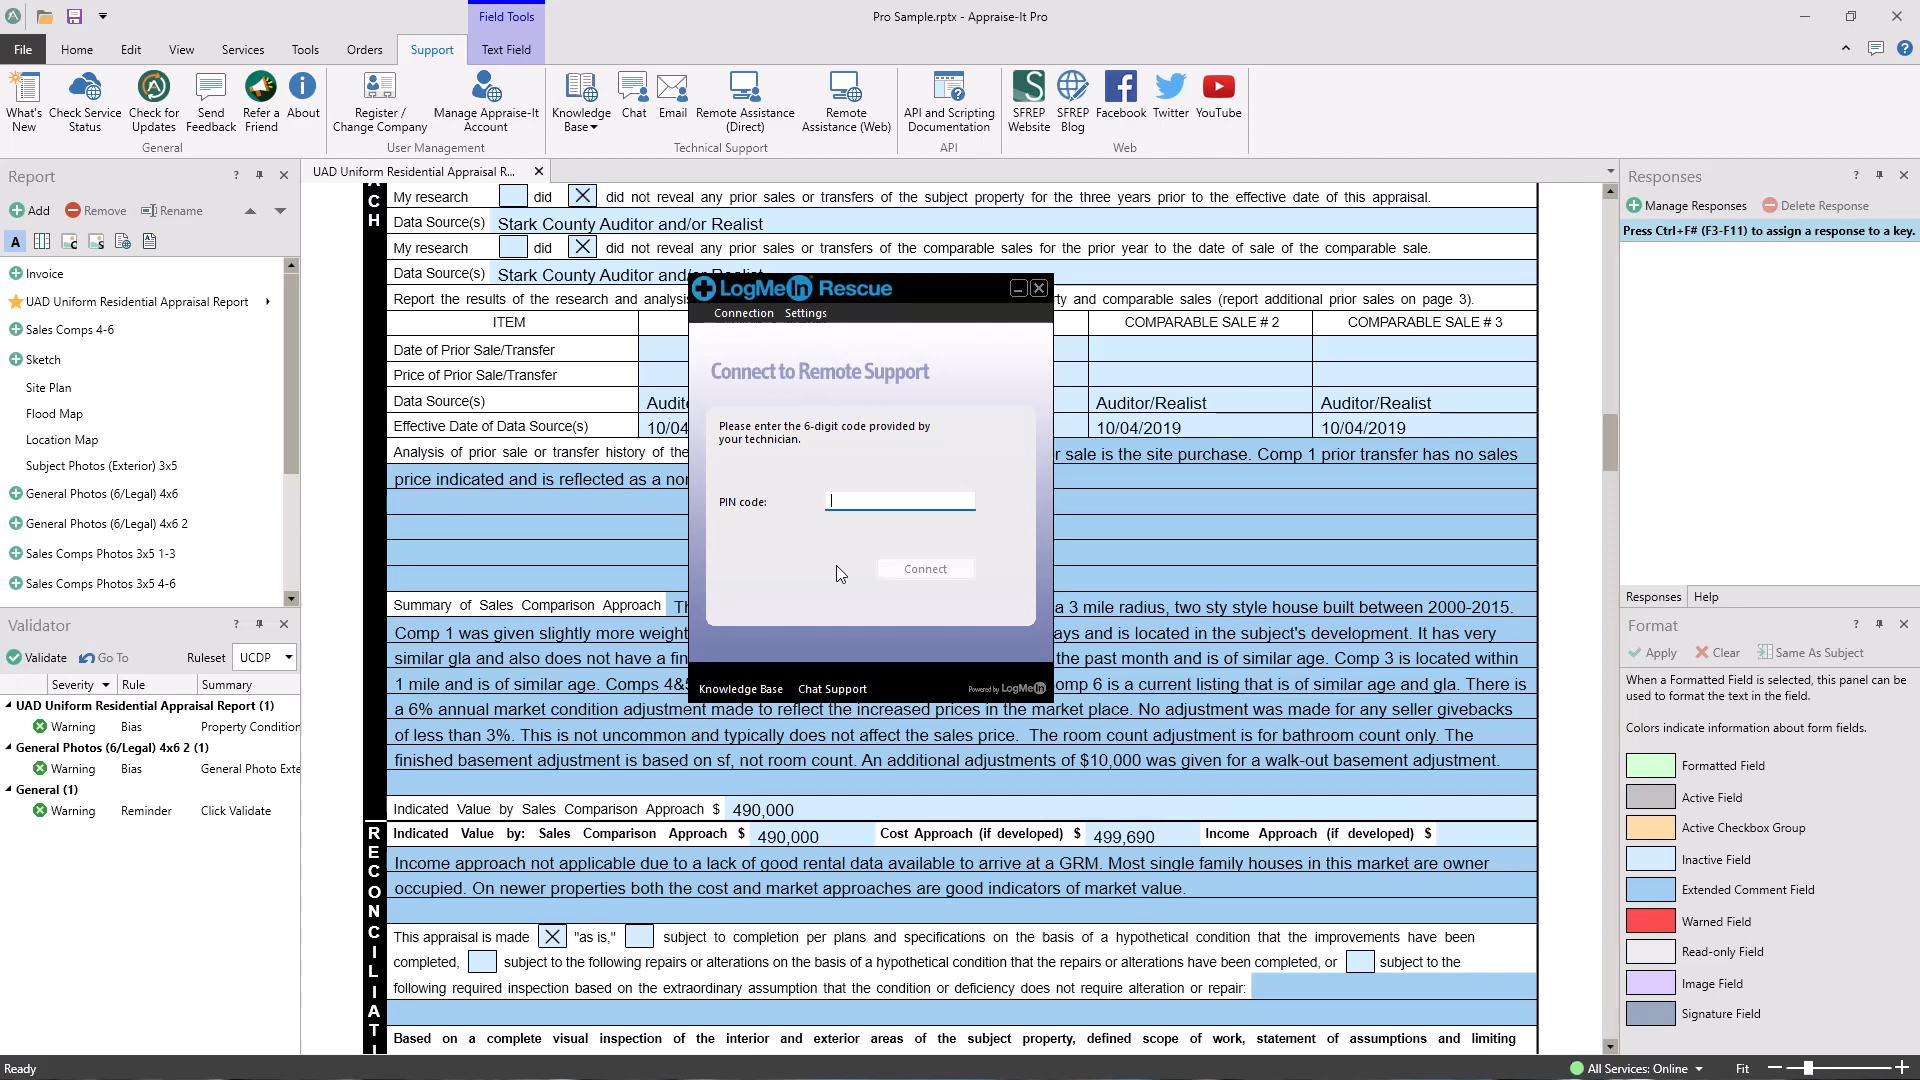 Pro Sample.rptx - Appraise-It Pro
Field Tools
File Home Edit View Services Tools Orders Support Text Field
What's New
Check Service Status
Check for Updates
Send Feedback
Refer a Friend
About
General
Register / Change Company
Manage Appraise-It Account
User Management
Knowledge Base
Chat
Email
Remote Assistance (Direct)
Remote Assistance (Web)
Technical Support
API and Scripting Documentation
API
SFREP Website
SFREP Blog
Facebook
Twitter
YouTube
Web
Report
Add Remove Rename
Invoice
UAD Uniform Residential Appraisal Report
Sales Comps 4-6
Sketch
Site Plan
Flood Map
Location Map
Subject Photos (Exterior) 3x5
General Photos (6/Legal) 4x6
General Photos (6/Legal) 4x6 2
Sales Comps Photos 3x5 1-3
Sales Comps Photos 3x5 4-6
Validator
Validate Go To Ruleset UCDP
Severity Rule Summary
UAD Uniform Residential Appraisal Report (1)
Warning Bias Property Condition
General Photos (6/Legal) 4x6 2 (1)
Warning Bias General Photo Exte
General (1)
Warning Reminder Click Validate
UAD Uniform Residential Appraisal R...
C
H
My research did X did not reveal any prior sales or transfers of the subject property for the three years prior to the effective date of this appraisal.
Data Source(s) Stark County Auditor and/or Realist
My research did X did not reveal any prior sales or transfers of the comparable sales for the prior year to the date of sale of the comparable sale.
Data Source(s) Stark County Auditor and/or Realist
Report the results of the research and analysis
ty and comparable sales (report additional prior sales on page 3).
ITEM COMPARABLE SALE # 2 COMPARABLE SALE # 3
Date of Prior Sale/Transfer
Price of Prior Sale/Transfer
Data Source(s) Audito Auditor/Realist Auditor/Realist
Effective Date of Data Source(s) 10/04 10/04/2019 10/04/2019
Analysis of prior sale or transfer history of the
r sale is the site purchase. Comp 1 prior transfer has no sales
price indicated and is reflected as a nor
Summary of Sales Comparison Approach Th
a 3 mile radius, two sty style house built between 2000-2015.
Comp 1 was given slightly more weight
ays and is located in the subject's development. It has very
similar gla and also does not have a fin
the past month and is of similar age. Comp 3 is located within
1 mile and is of similar age. Comps 4&5
omp 6 is a current listing that is of similar age and gla. There is
a 6% annual market condition adjustment made to reflect the increased prices in the market place. No adjustment was made for any seller givebacks
of less than 3%. This is not uncommon and typically does not affect the sales price. The room count adjustment is for bathroom count only. The
finished basement adjustment is based on sf, not room count. An additional adjustments of $10,000 was given for a walk-out basement adjustment.
Indicated Value by Sales Comparison Approach $ 490,000
Indicated Value by: Sales Comparison Approach $ 490,000 Cost Approach (if developed) $ 499,690 Income Approach (if developed) $
Income approach not applicable due to a lack of good rental data available to arrive at a GRM. Most single family houses in this market are owner
occupied. On newer properties both the cost and market approaches are good indicators of market value.
This appraisal is made X "as is," subject to completion per plans and specifications on the basis of a hypothetical condition that the improvements have been
completed, subject to the following repairs or alterations on the basis of a hypothetical condition that the repairs or alterations have been completed, or subject to the
following required inspection based on the extraordinary assumption that the condition or deficiency does not require alteration or repair:
Based on a complete visual inspection of the interior and exterior areas of the subject property, defined scope of work, statement of assumptions and limiting
R
E
C
O
N
C
I
L
I
A
T
I
LogMeIn Rescue
Connection Settings
Connect to Remote Support
Please enter the 6-digit code provided by
your technician.
PIN code:
Connect
Knowledge Base Chat Support
Powered by LogMeIn
Responses
Manage Responses Delete Response
Press Ctrl+F# (F3-F11) to assign a response to a key.
Responses Help
Format
Apply Clear Same As Subject
When a Formatted Field is selected, this panel can be
used to format the text in the field.
Colors indicate information about form fields.
Formatted Field
Active Field
Active Checkbox Group
Inactive Field
Extended Comment Field
Warned Field
Read-only Field
Image Field
Signature Field
Ready
All Services: Online Fit